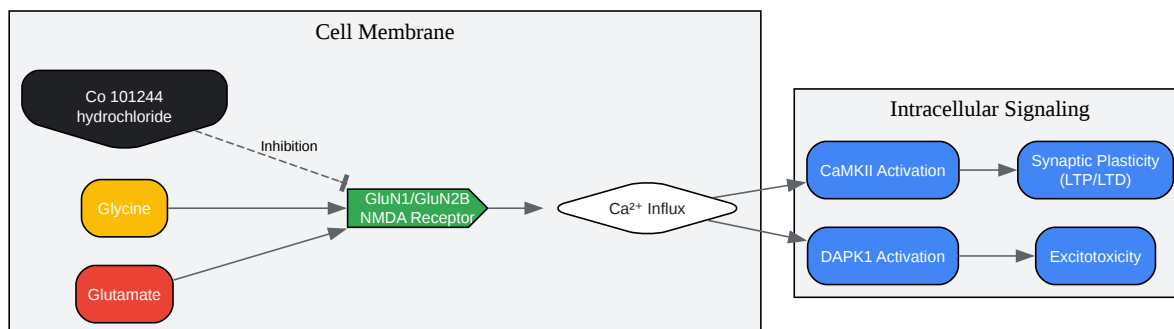 Cell Membrane
Co 101244
hydrochloride
Inhibition
Glycine
GluN1/GluN2B
NMDA Receptor
Glutamate
Ca²⁺ Influx
Intracellular Signaling
CaMKII Activation
Synaptic Plasticity
(LTP/LTD)
DAPK1 Activation
Excitotoxicity